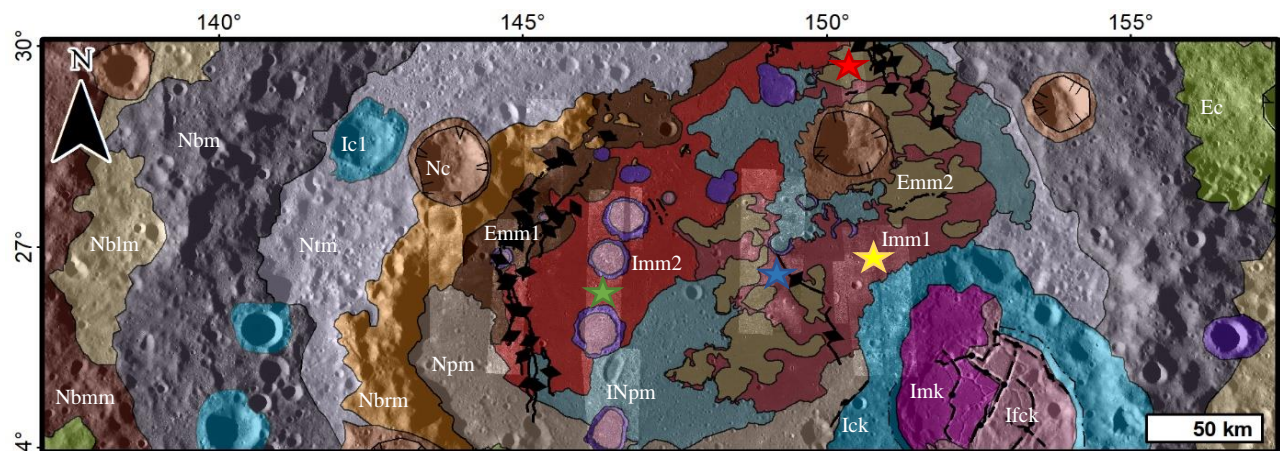 140° 145° 150° 155°
30°
N
Ec
Nbm
Ic1
Nc
Emm2
Nblm
Ntm
Emm1
Imm1
27°
Imm2
Npm
INpm
Nbmm
Nbrm
Imk
Ifck
Ick
50 km
4°